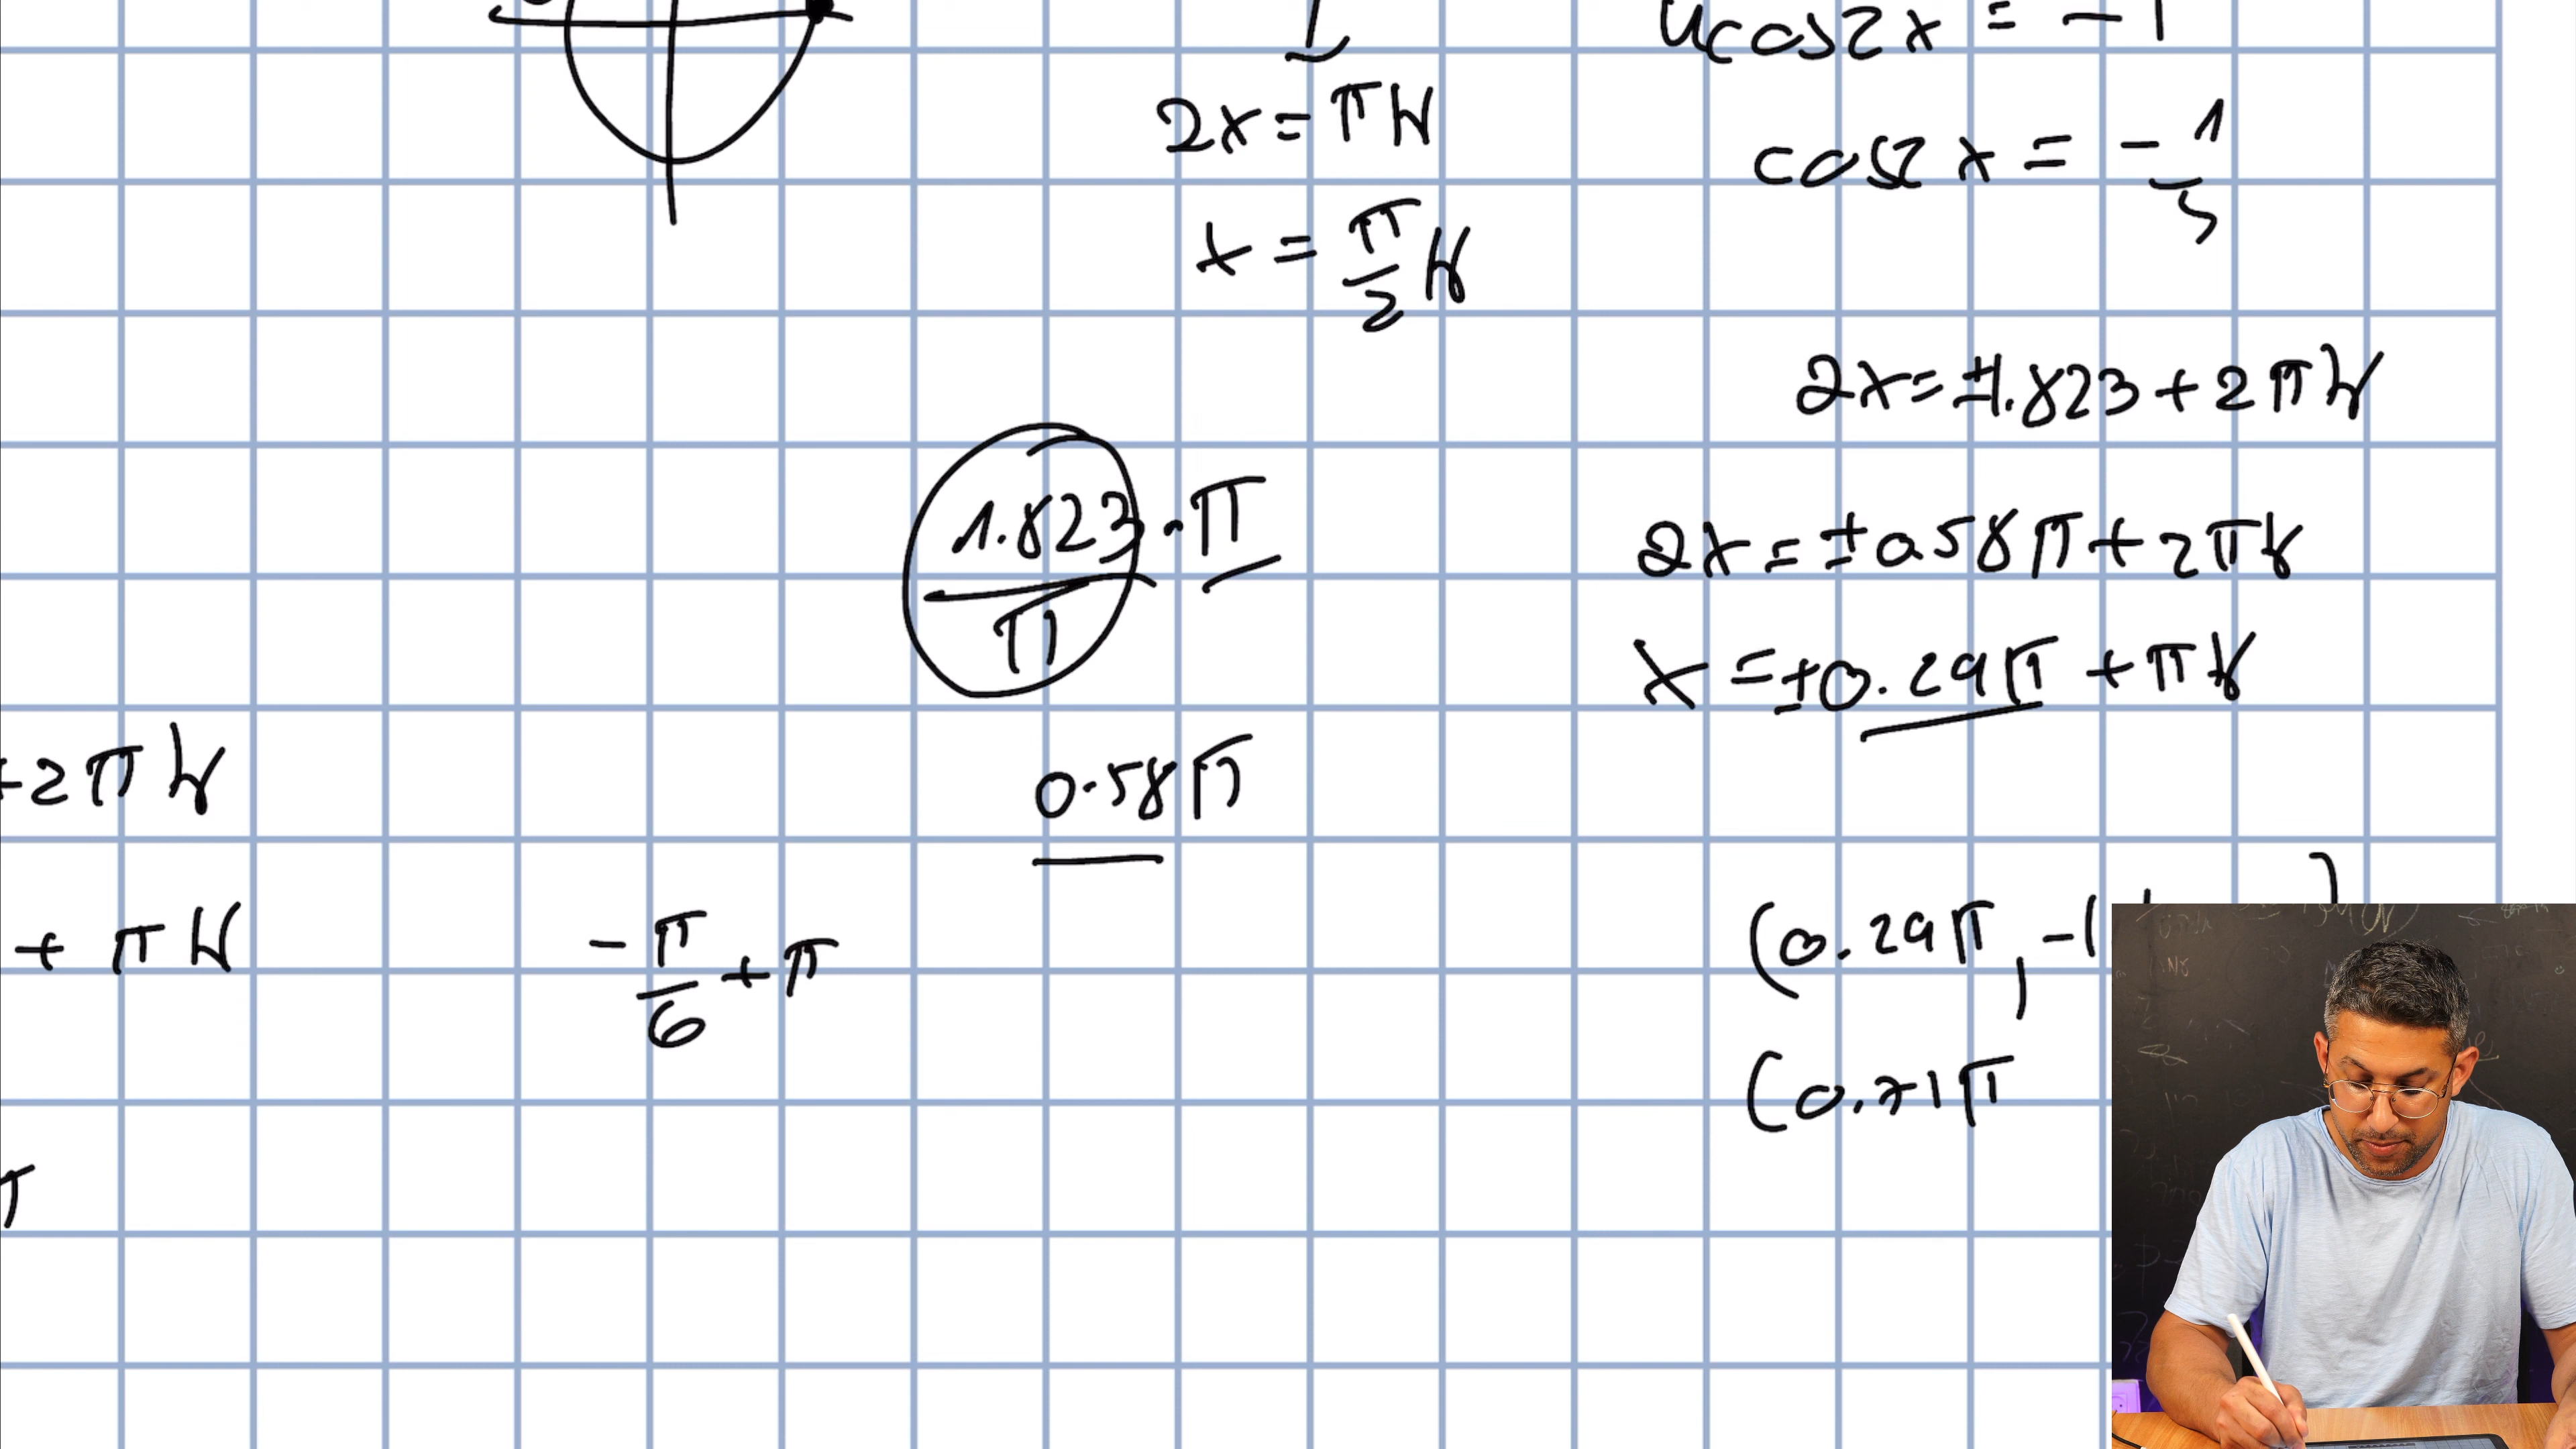 4cos2x = -1
2x = πk
cos2x = -1/4
x = π/2 k
2x = ±1.823 + 2πk
1.823/π · π
2x = ±0.58π + 2πk
x = ±0.29π + πk
+2πk
0.58π
+ πk
-π/6 + π
(0.29π, -1
(0.71π